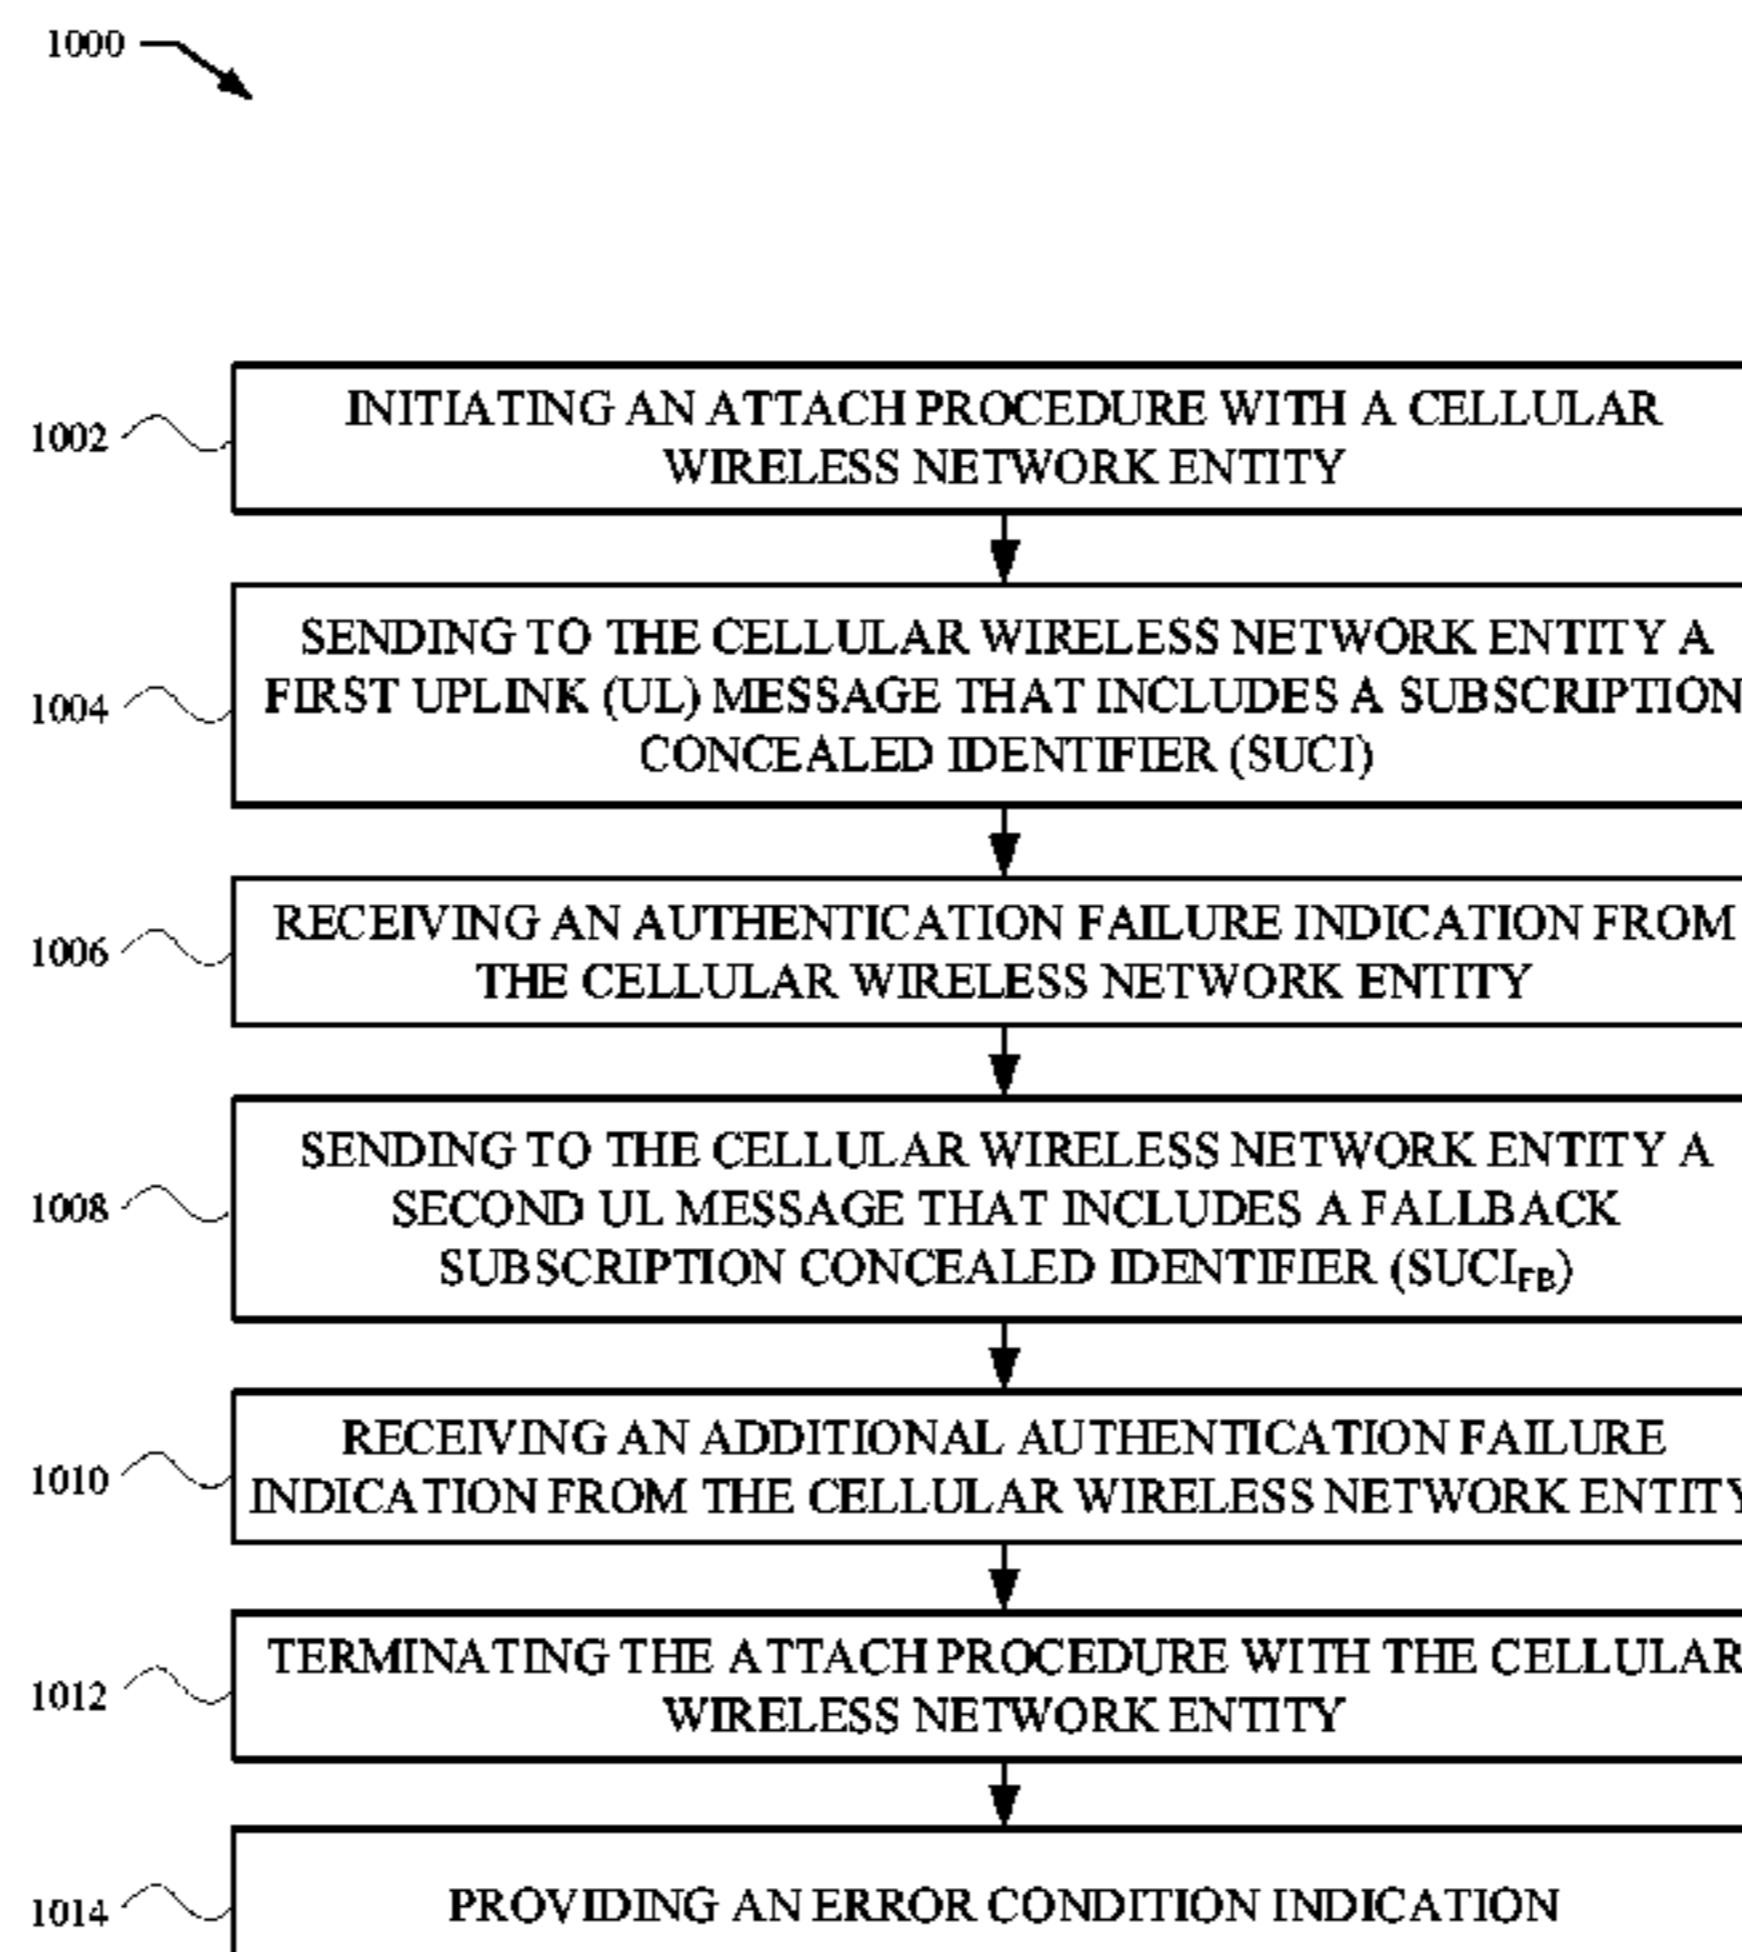 1000
1002
INITIATING AN ATTACH PROCEDURE WITH A CELLULAR
WIRELESS NETWORK ENTITY
1004
SENDING TO THE CELLULAR WIRELESS NETWORK ENTITY A
FIRST UPLINK (UL) MESSAGE THAT INCLUDES A SUBSCRIPTION
CONCEALED IDENTIFIER (SUCI)
1006
RECEIVING AN AUTHENTICATION FAILURE INDICATION FROM
THE CELLULAR WIRELESS NETWORK ENTITY
1008
SENDING TO THE CELLULAR WIRELESS NETWORK ENTITY A
SECOND UL MESSAGE THAT INCLUDES A FALLBACK
SUBSCRIPTION CONCEALED IDENTIFIER (SUCI_FB)
1010
RECEIVING AN ADDITIONAL AUTHENTICATION FAILURE
INDICATION FROM THE CELLULAR WIRELESS NETWORK ENTITY
1012
TERMINATING THE ATTACH PROCEDURE WITH THE CELLULAR
WIRELESS NETWORK ENTITY
1014
PROVIDING AN ERROR CONDITION INDICATION